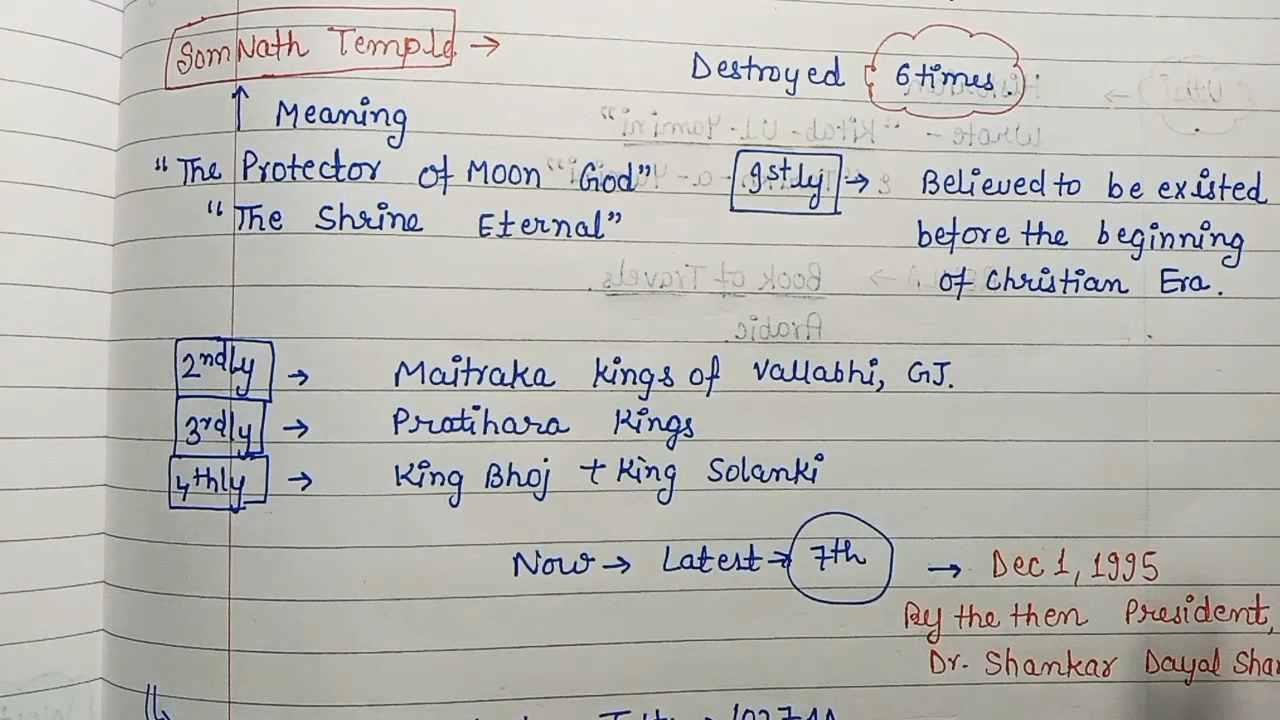 SomNath Temple →
Destroyed 6 times.
↑ Meaning
"The Protector of Moon God"
"The Shrine Eternal"
1stly → Believed to be existed
before the beginning
of Christian Era.
2ndly → Maitraka kings of Vallabhi, GJ.
3rdly → Pratihara Kings
4thly → King Bhoj + King Solanki
Now → Latest → 7th → Dec 1, 1995
By the then President,
Dr. Shankar Dayal Sha